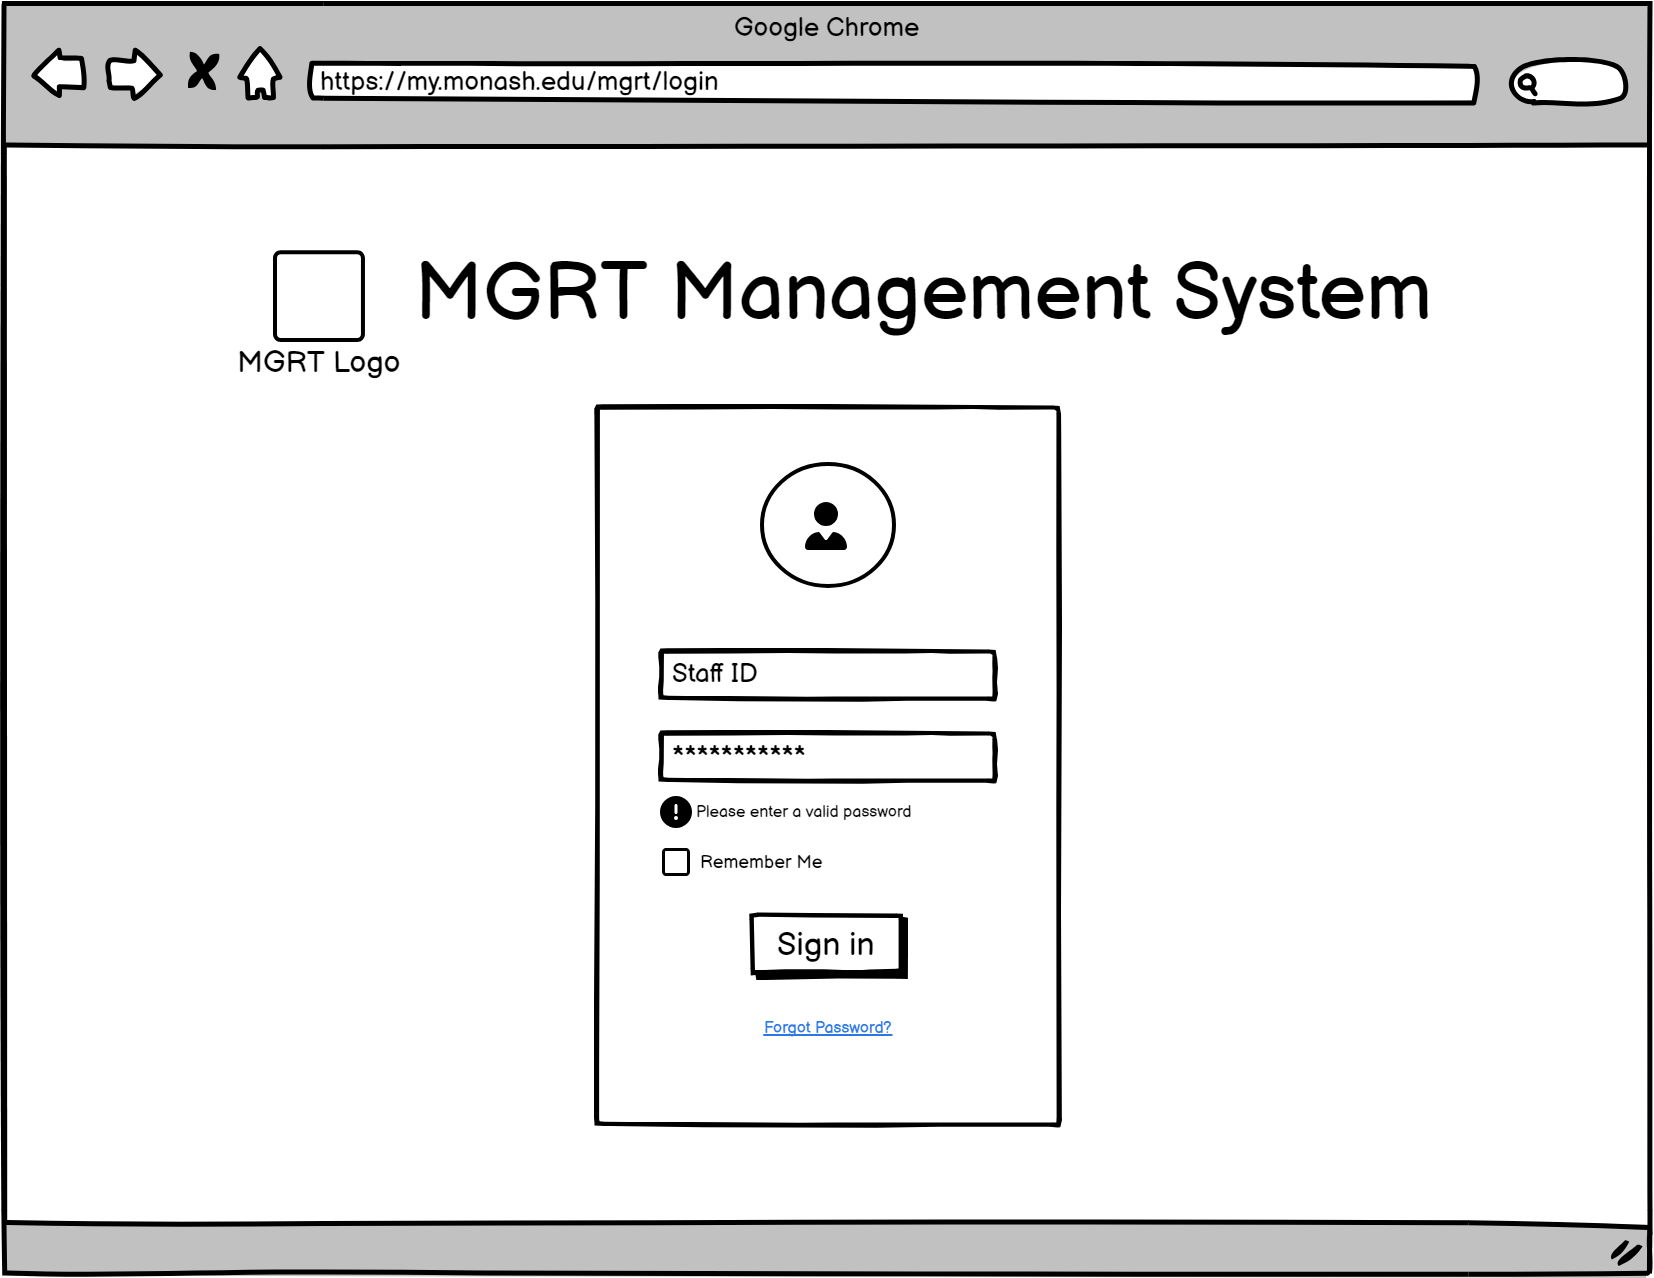 Google Chrome
https://my.monash.edu/mgrt/login
MGRT Management System
MGRT Logo
Staff ID
***********
Please enter a valid password
Remember Me
Sign in
Forgot Password?